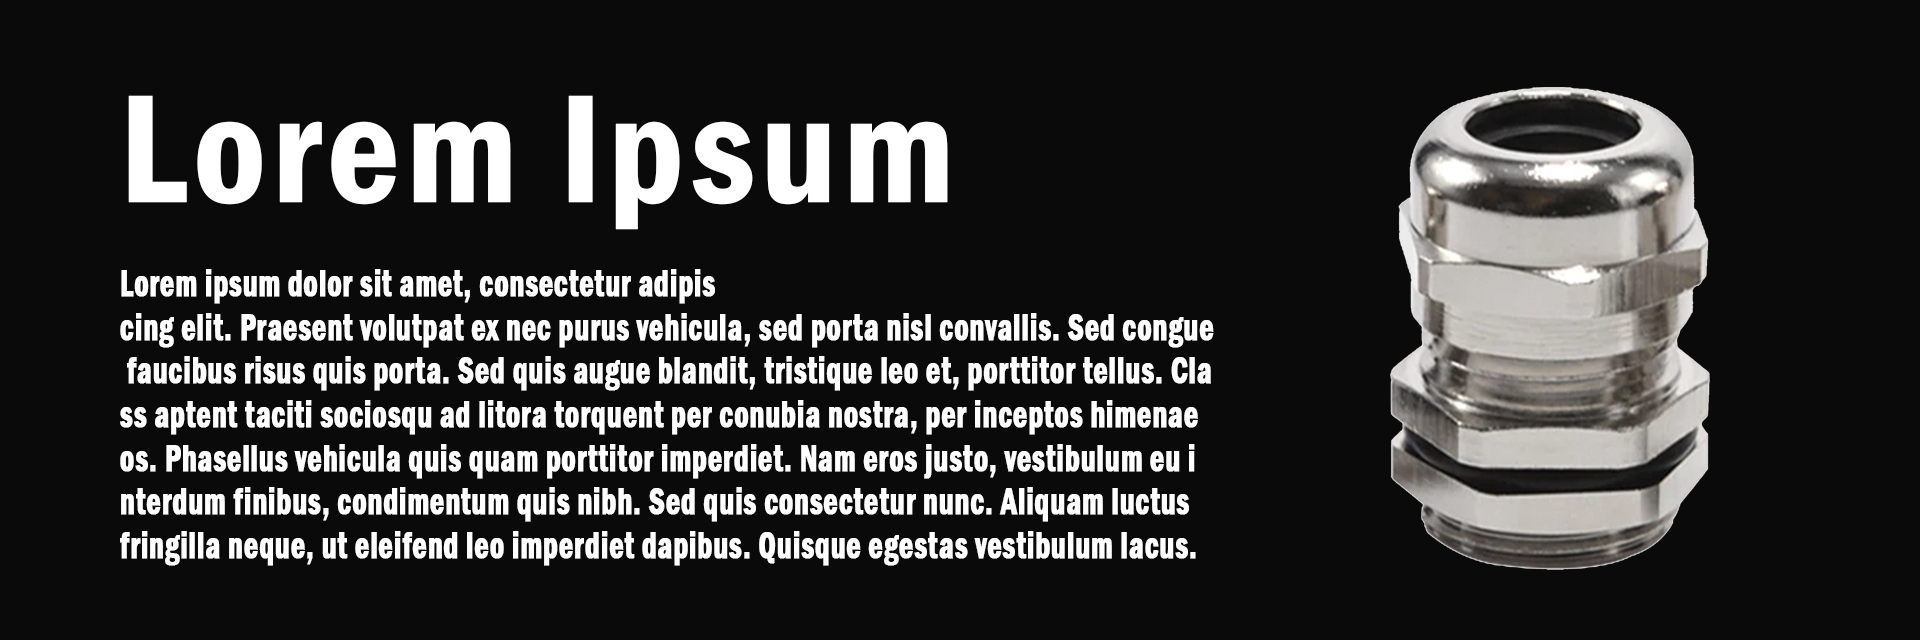 Lorem Ipsum
Lorem ipsum dolor sit amet, consectetur adipis
cing elit. Praesent volutpat ex nec purus vehicula, sed porta nisl convallis. Sed congue
faucibus risus quis porta. Sed quis augue blandit, tristique leo et, porttitor tellus. Cla
ss aptent taciti sociosqu ad litora torquent per conubia nostra, per inceptos himenae
os. Phasellus vehicula quis quam porttitor imperdiet. Nam eros justo, vestibulum eu i
nterdum finibus, condimentum quis nibh. Sed quis consectetur nunc. Aliquam luctus
fringilla neque, ut eleifend leo imperdiet dapibus. Quisque egestas vestibulum lacus.